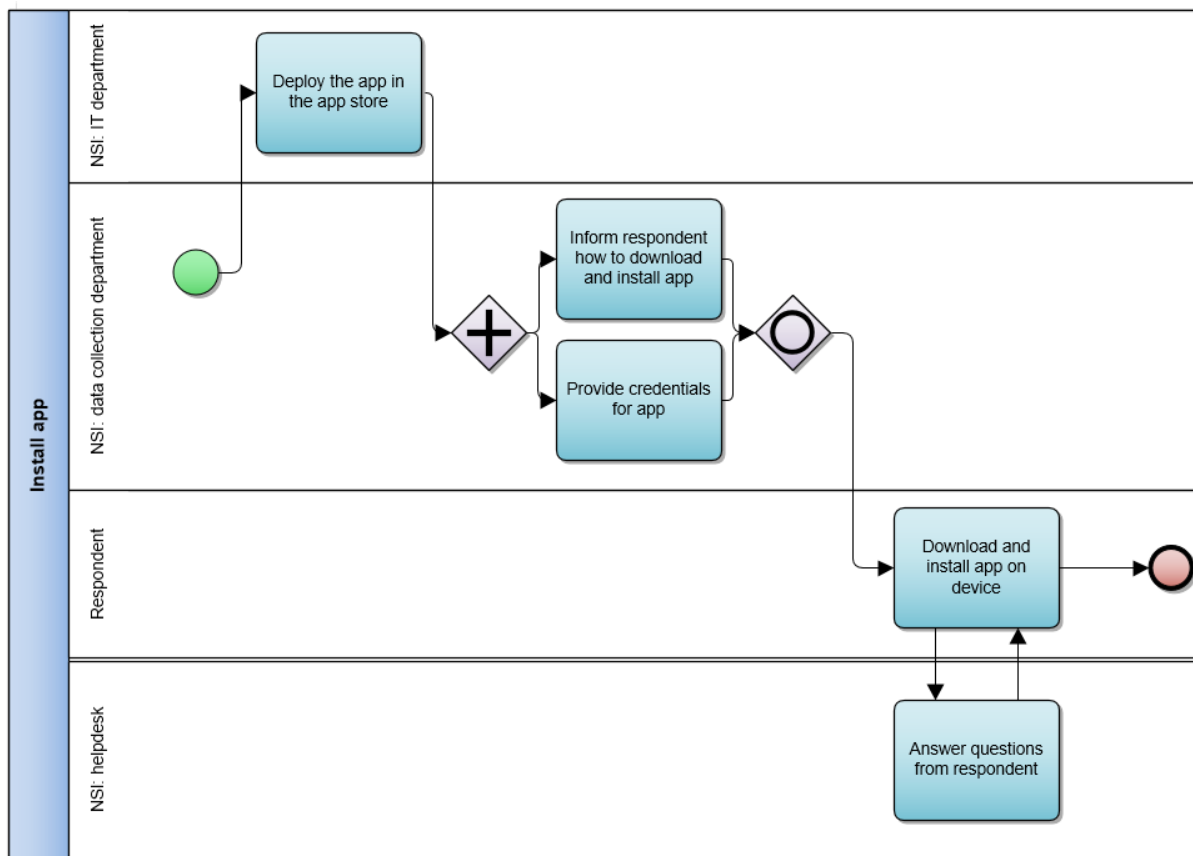 Install app
NSI: IT department
Deploy the app in
the app store
NSI: data collection department
Inform respondent
how to download
and install app
Provide credentials
for app
Respondent
Download and
install app on
device
NSI: helpdesk
Answer questions
from respondent